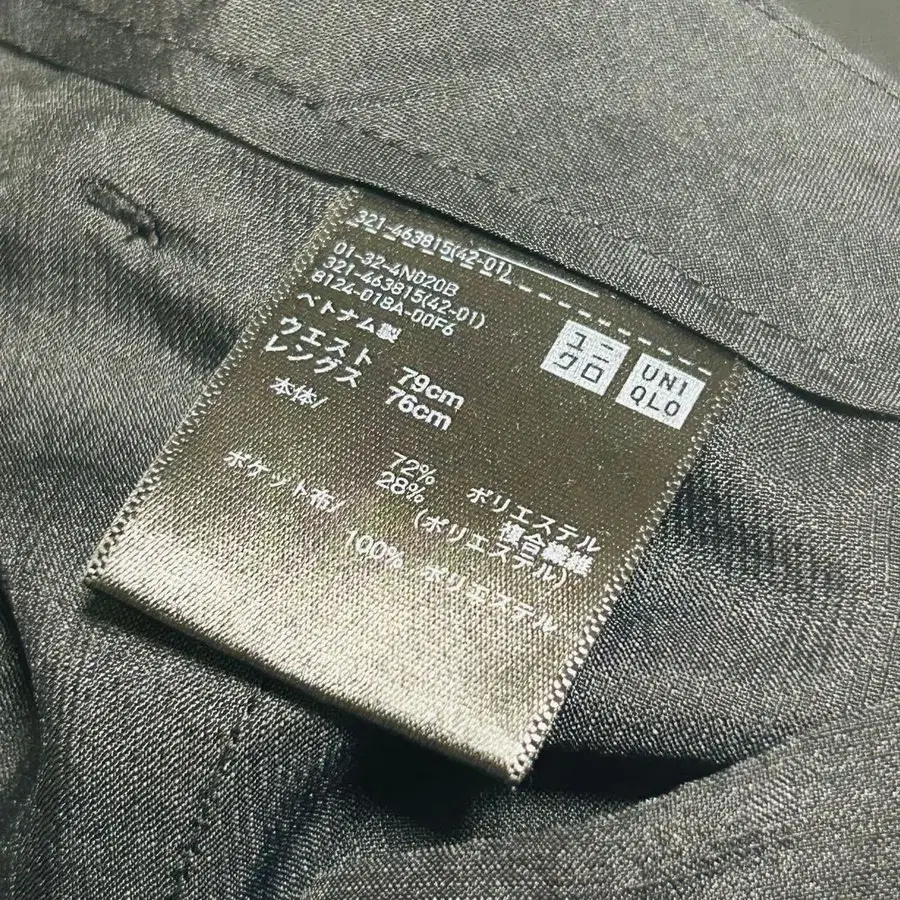 321-463815(42-01)
01-32-4N020B
321-463815(42-01)
8124-018A-00F6
ベトナム製
ウエスト 79cm
レングス 76cm
ユニ
クロ
UNI
QLO
本体/
72% ポリエステル
28% 複合繊維
(ポリエステル)
ポケット布/
100% ポリエステル